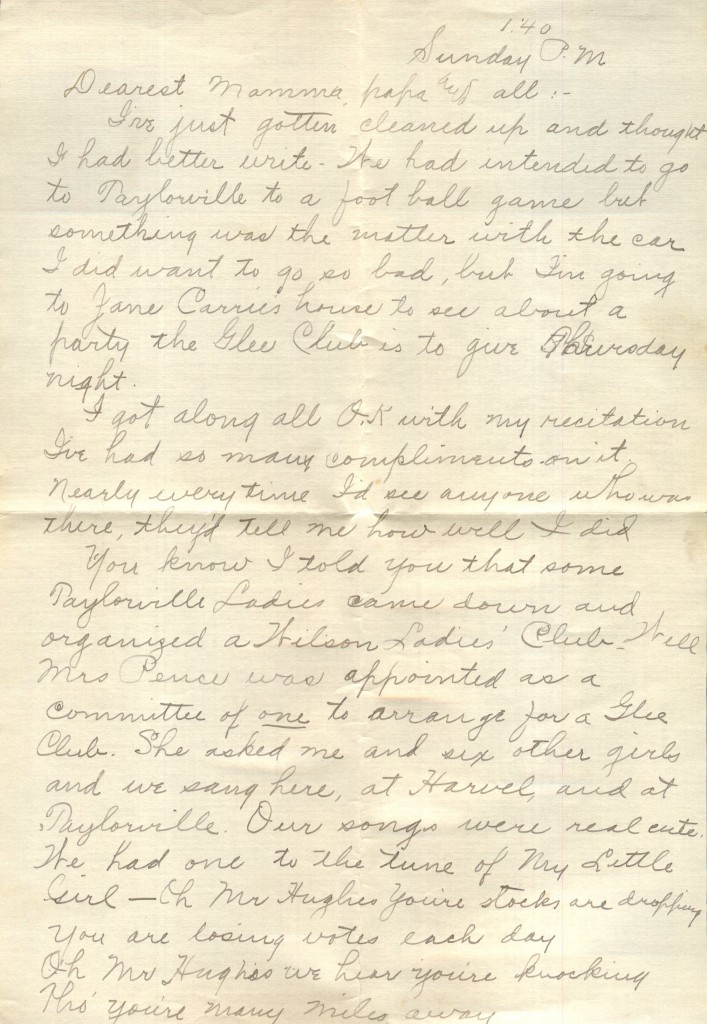 1:40
Sunday P.M
Dearest Mamma, papa and all :-
I've just gotten cleaned up and thought
I had better write - We had intended to go
to Taylorville to a foot ball game but
something was the matter with the car
I did want to go so bad, but I'm going
to Jane Carrie's house to see about a
party the Glee Club is to give Thursday
night.
I got along all O.K with my recitation
I've had so many compliments on it.
Nearly every time I'd see anyone who was
there, they'd tell me how well I did
You know I told you that some
Taylorville Ladies came down and
organized a Wilson Ladies' Club - Well
Mrs Pence was appointed as a
committee of one to arrange for a Glee
Club. She asked me and six other girls
and we sang here, at Harvel, and at
Taylorville. Our songs were real cute.
We had one to the tune of My Little
Girl - Oh Mr Hughes You're stocks are dropping
You are losing votes each day
Oh Mr Hughes we hear you're knocking
Tho' you're many miles away